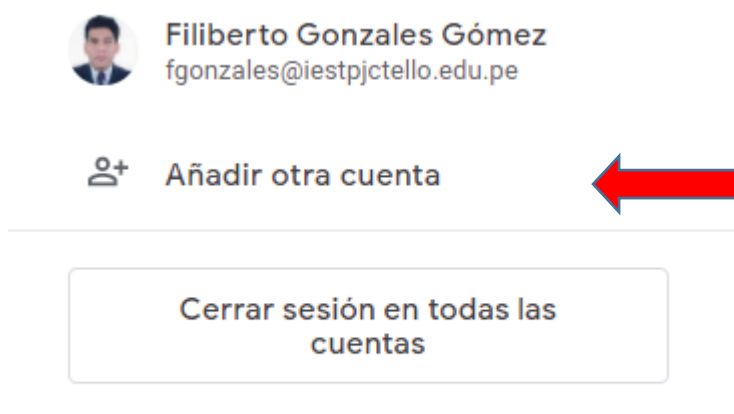 Filiberto Gonzales Gómez
fgonzales@iestpjctello.edu.pe
Añadir otra cuenta
Cerrar sesión en todas las
cuentas